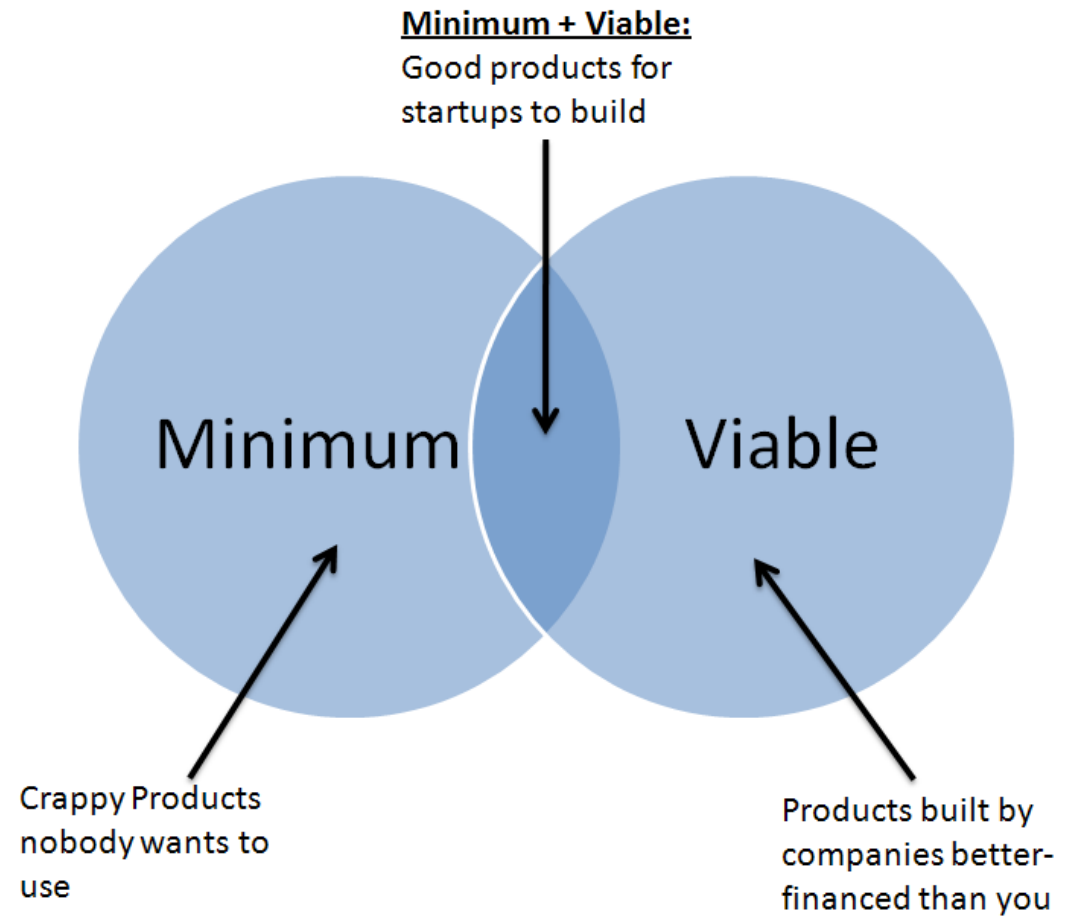 Minimum + Viable:
Good products for
startups to build
Minimum
Viable
Crappy Products
nobody wants to
use
Products built by
companies better-
financed than you